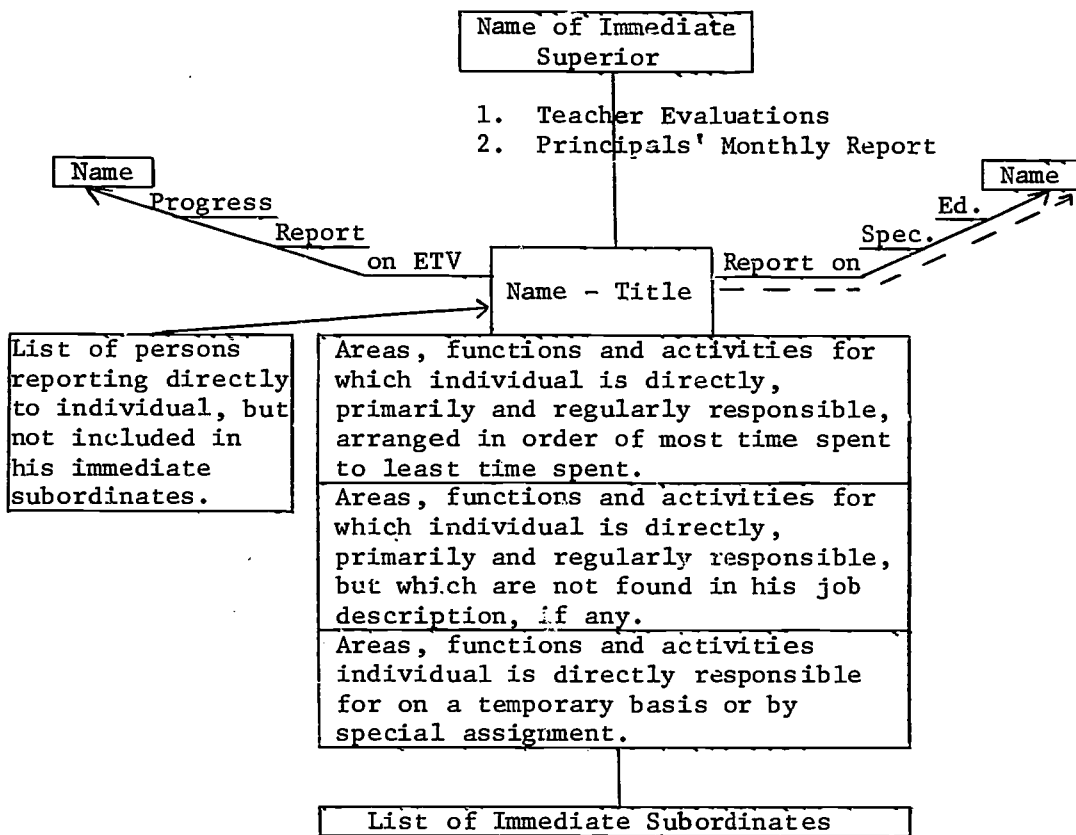 Name of Immediate
Superior
1. Teacher Evaluations
2. Principals' Monthly Report
Name
Name
Progress
Report
on ETV
Ed.
Spec.
Report on
Name - Title
List of persons
reporting directly
to individual, but
not included in
his immediate
subordinates.
Areas, functions and activities for
which individual is directly,
primarily and regularly responsible,
arranged in order of most time spent
to least time spent.
Areas, functions and activities for
which individual is directly,
primarily and regularly responsible,
but which are not found in his job
description, if any.
Areas, functions and activities
individual is directly responsible
for on a temporary basis or by
special assignment.
List of Immediate Subordinates